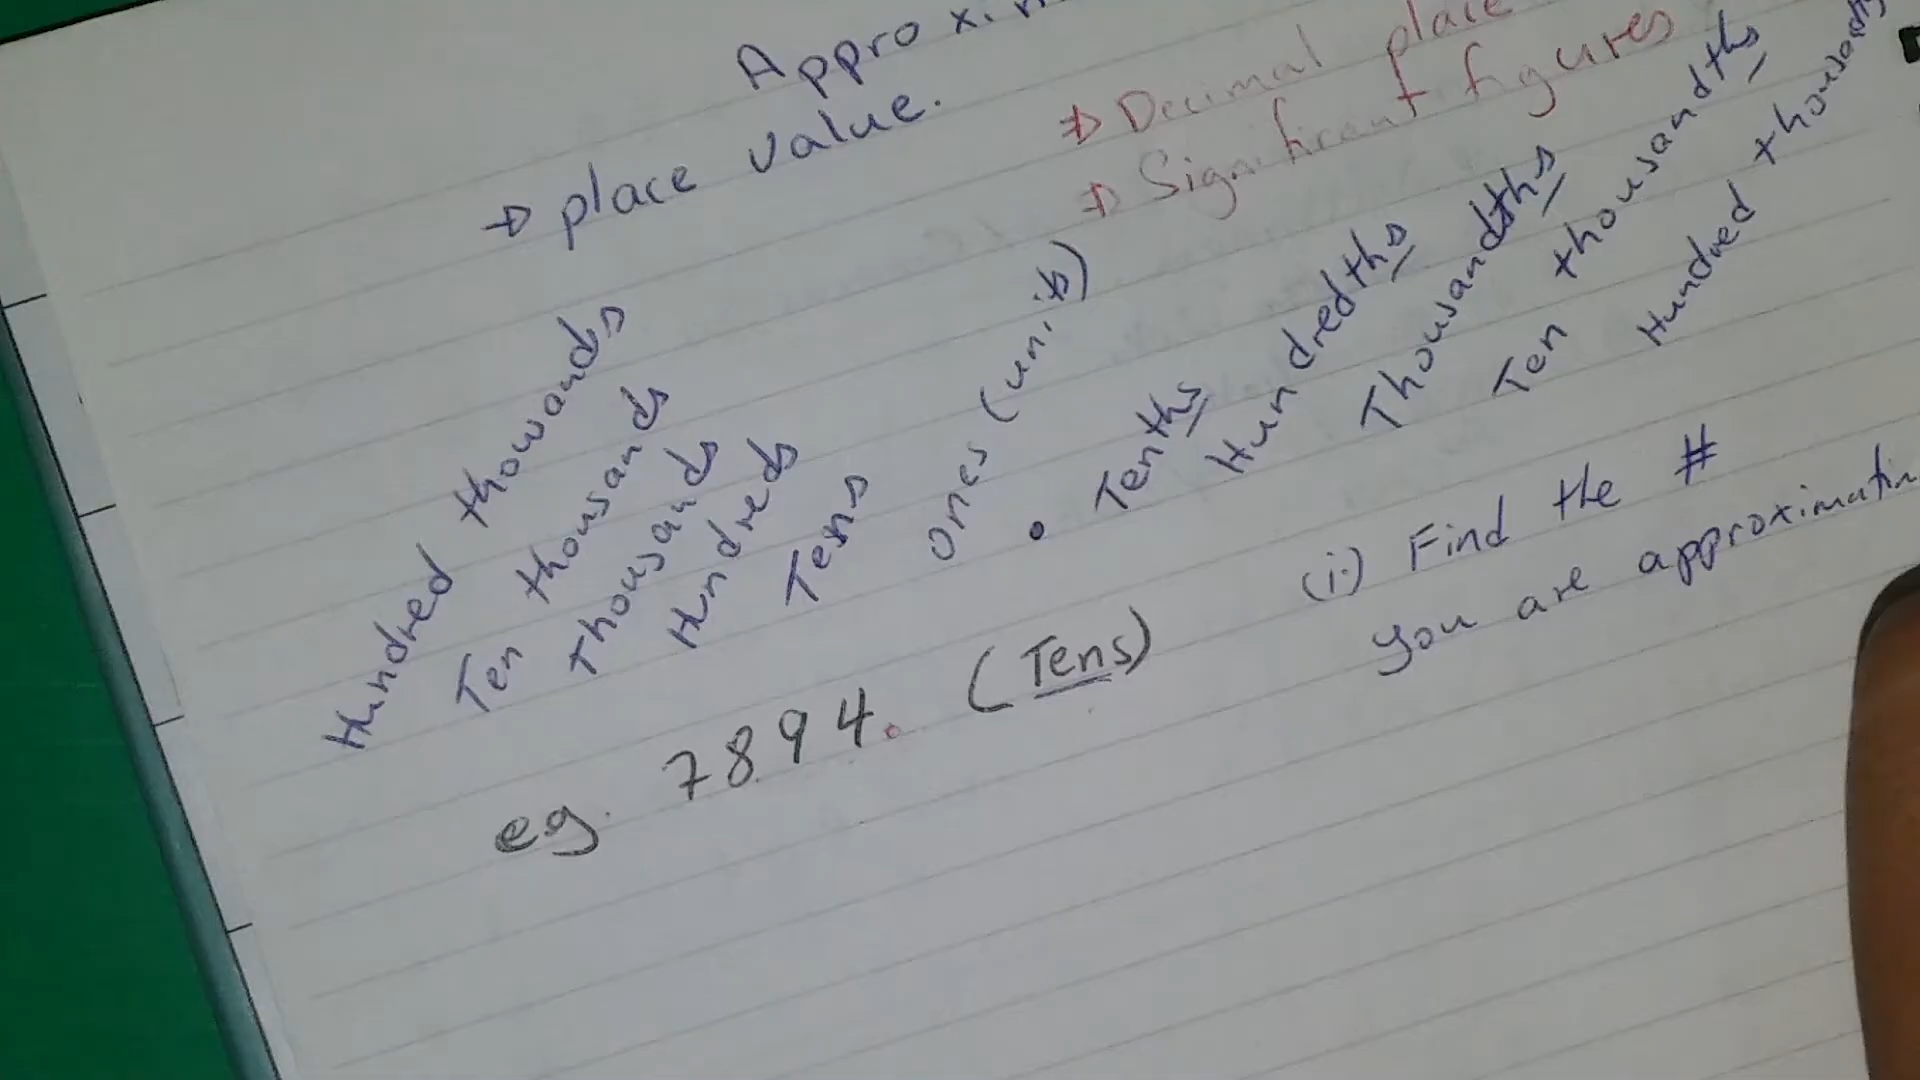 Approxim
→ place value.
⇒ Decimal place
⇒ Significant figures
Hundred thousands
Ten thousands
Thousands
Hundreds
Tens
ones (units)
.
Tenths
Hundredths
Thousandths
Ten thousandths
Hundred thousandths
eg. 7894. (Tens)
(i) Find the #
you are approximatin